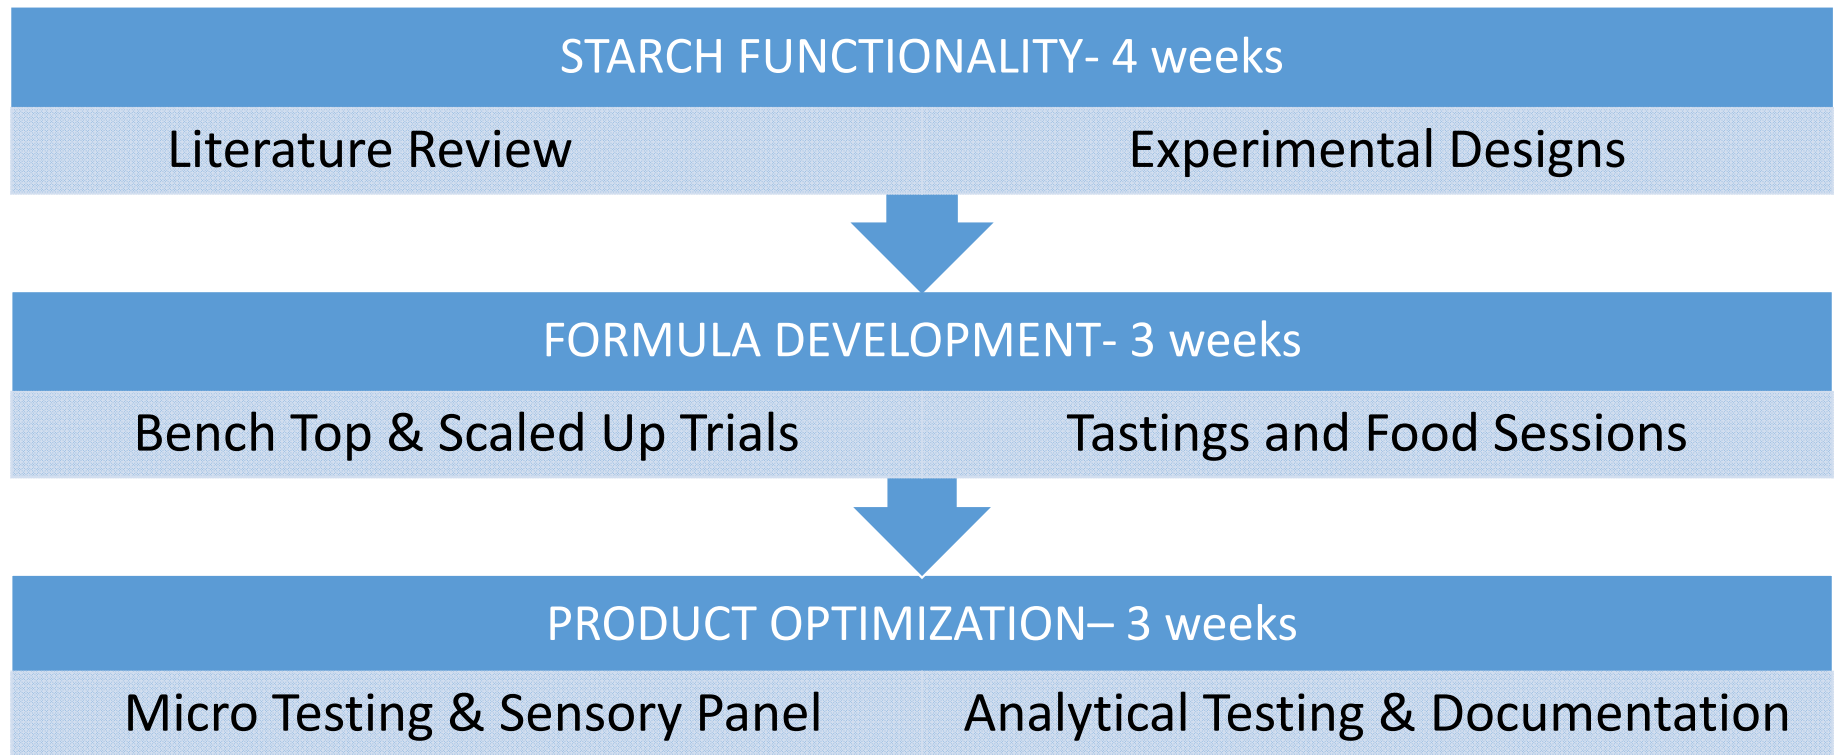 STARCH FUNCTIONALITY- 4 weeks
Literature Review
Experimental Designs
FORMULA DEVELOPMENT- 3 weeks
Bench Top & Scaled Up Trials
Tastings and Food Sessions
PRODUCT OPTIMIZATION– 3 weeks
Micro Testing & Sensory Panel
Analytical Testing & Documentation